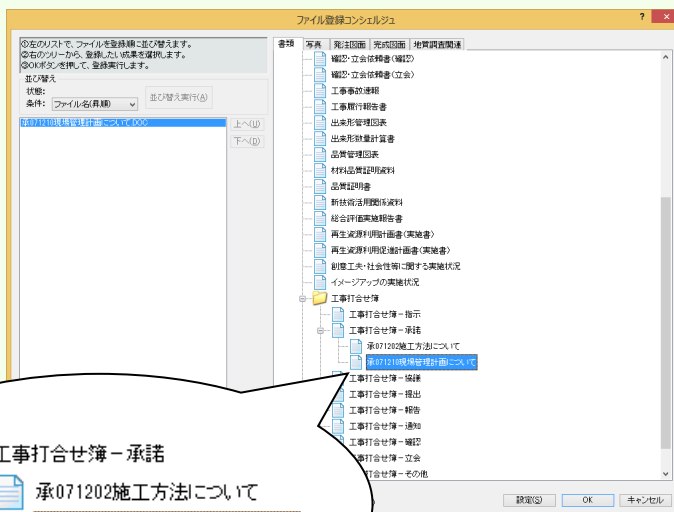 ファイル登録コンシェルジュ
? ×
①左のリストで、ファイルを登録順に並び替えます。
②右のツリーから、登録したい成果を選択します。
③OKボタンを押して、登録実行します。
並び替え
状態:
条件: ファイル名(昇順)
並び替え実行(A)
承071210現場管理計画について.DOC
上へ(U)
下へ(D)
書類 写真 発注図面 完成図面 地質調査関連
確認・立会依頼書(確認)
確認・立会依頼書(立会)
工事事故速報
工事履行報告書
出来形管理図表
出来形数量計算書
品質管理図表
材料品質証明資料
品質証明書
新技術活用関係資料
総合評価実施報告書
再生資源利用計画書(実施書)
再生資源利用促進計画書(実施書)
創意工夫・社会性等に関する実施状況
イメージアップの実施状況
工事打合せ簿
工事打合せ簿－指示
工事打合せ簿－承諾
承071202施工方法について
承071210現場管理計画について
工事打合せ簿－協議
工事打合せ簿－提出
工事打合せ簿－報告
工事打合せ簿－通知
工事打合せ簿－確認
事打合せ簿－立会
打合せ簿－その他
設定(S) OK キャンセル
工事打合せ簿－承諾
承071202施工方法について